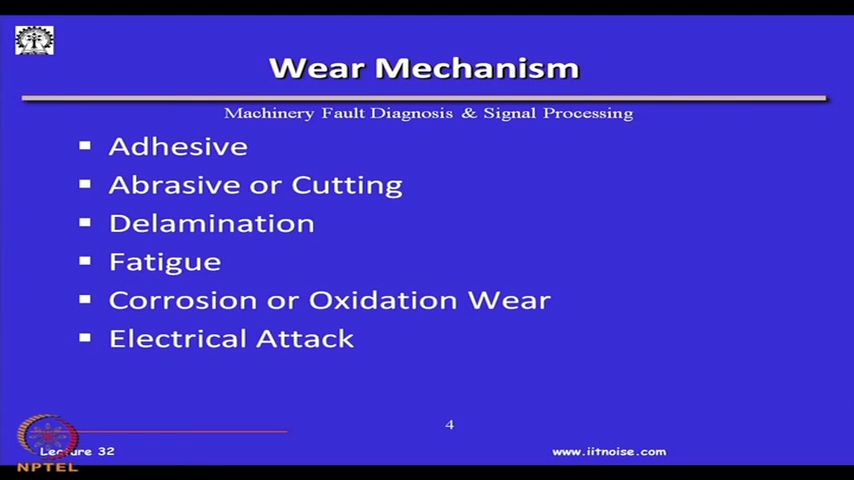 Wear Mechanism
Machinery Fault Diagnosis & Signal Processing
Adhesive
Abrasive or Cutting
Delamination
Fatigue
Corrosion or Oxidation Wear
Electrical Attack
4
Lecture 32
www.iitnoise.com
NPTEL